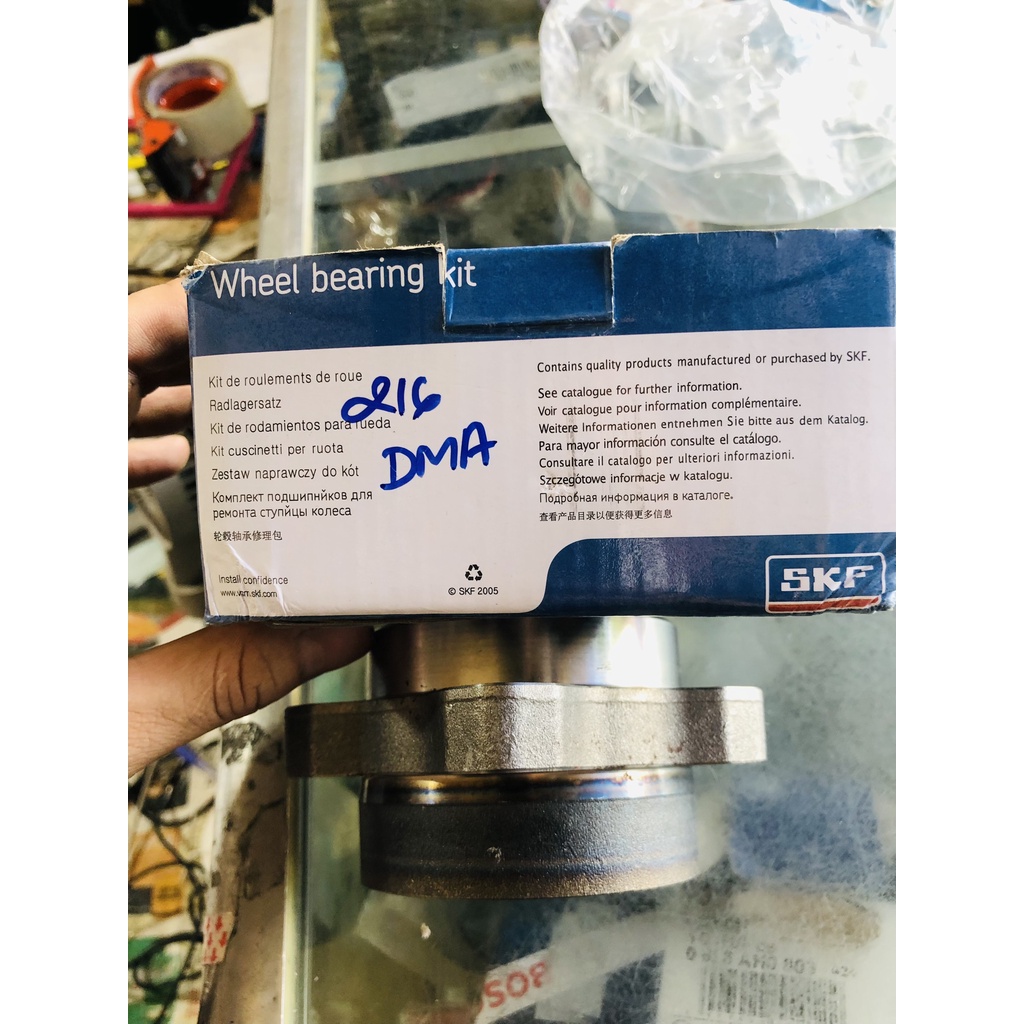 Wheel bearing kit
Kit de roulements de roue
Radlagersatz
Kit de rodamientos para rueda
Kit cuscinetti per ruota
Zestaw naprawczy do kół
Комплект подшипнйков для
ремонта ступйцы колеса
轮毂轴承修理包
216
DMA
Install confidence
www.vsm.skf.com
© SKF 2005
Contains quality products manufactured or purchased by SKF.
See catalogue for further information.
Voir catalogue pour information complémentaire.
Weitere Informationen entnehmen Sie bitte aus dem Katalog.
Para mayor información consulte el catálogo.
Consultare il catalogo per ulteriori informazioni.
Szczegótowe informacje w katalogu.
Подробная информация в каталоге.
查看产品目录以便获得更多信息
SKF